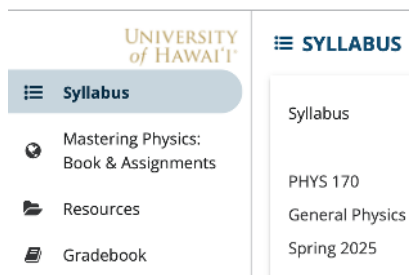 UNIVERSITY
of HAWAI‘I®
Syllabus
Mastering Physics:
Book & Assignments
Resources
Gradebook
SYLLABUS
Syllabus
PHYS 170
General Physics
Spring 2025